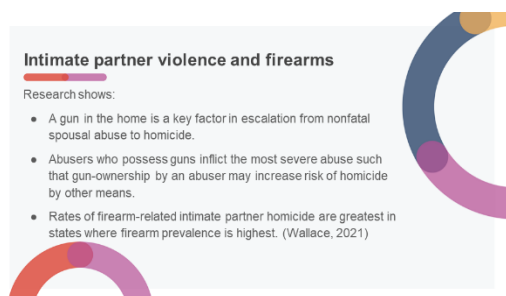 Intimate partner violence and firearms
Research shows:
● A gun in the home is a key factor in escalation from nonfatal
spousal abuse to homicide.
● Abusers who possess guns inflict the most severe abuse such
that gun-ownership by an abuser may increase risk of homicide
by other means.
● Rates of firearm-related intimate partner homicide are greatest in
states where firearm prevalence is highest. (Wallace, 2021)